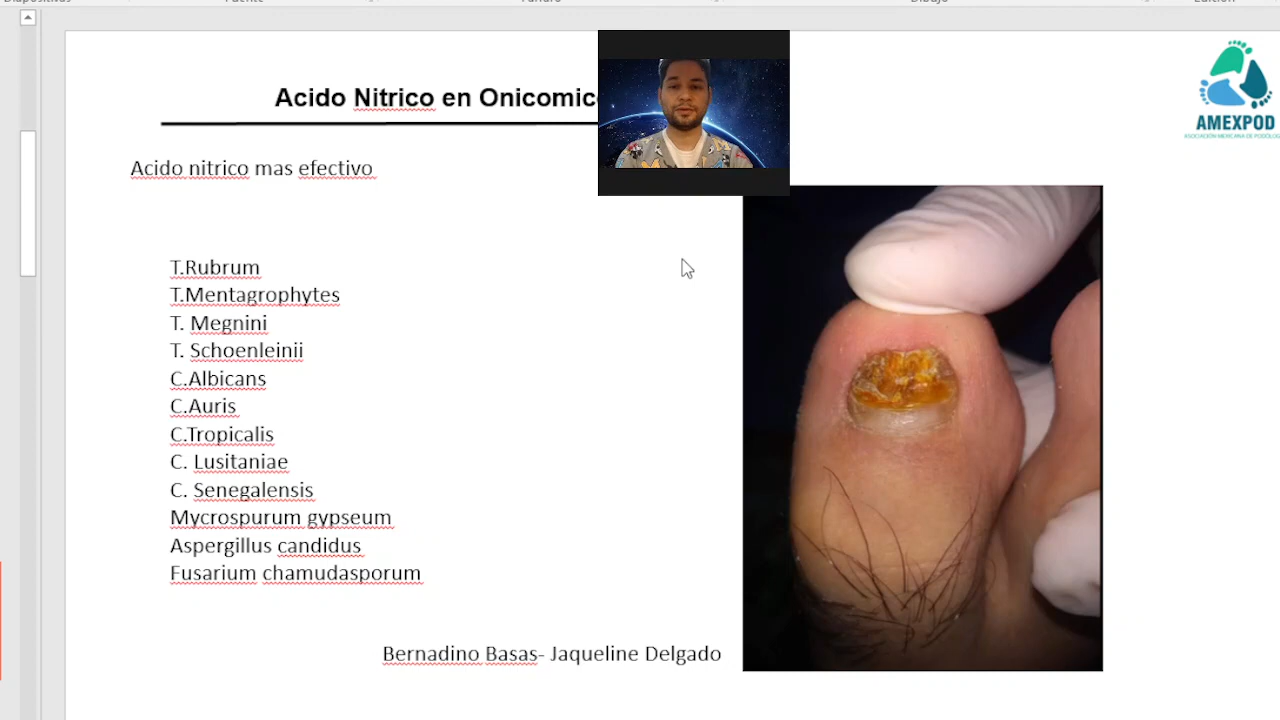 Acido Nitrico en Onicomico
AMEXPOD
Acido nitrico mas efectivo
T.Rubrum
T.Mentagrophytes
T. Megnini
T. Schoenleinii
C.Albicans
C.Auris
C.Tropicalis
C. Lusitaniae
C. Senegalensis
Mycrospurum gypseum
Aspergillus candidus
Fusarium chamudasporum
Bernadino Basas- Jaqueline Delgado